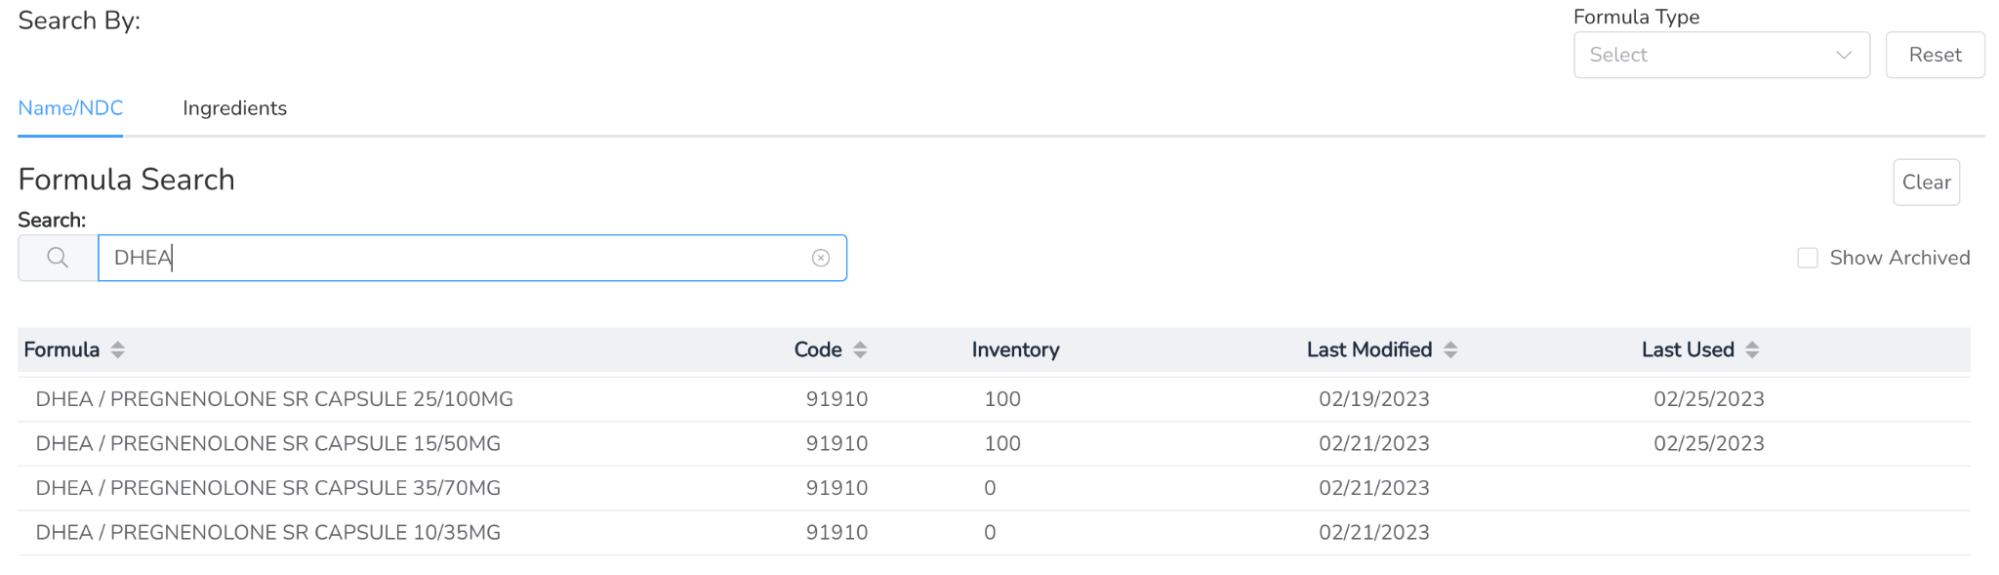 Search By:
Formula Type
Select
Reset
Name/NDC Ingredients
Formula Search
Clear
Search:
DHEA
Show Archived
Formula Code Inventory Last Modified Last Used
DHEA / PREGNENOLONE SR CAPSULE 25/100MG 91910 100 02/19/2023 02/25/2023
DHEA / PREGNENOLONE SR CAPSULE 15/50MG 91910 100 02/21/2023 02/25/2023
DHEA / PREGNENOLONE SR CAPSULE 35/70MG 91910 0 02/21/2023
DHEA / PREGNENOLONE SR CAPSULE 10/35MG 91910 0 02/21/2023